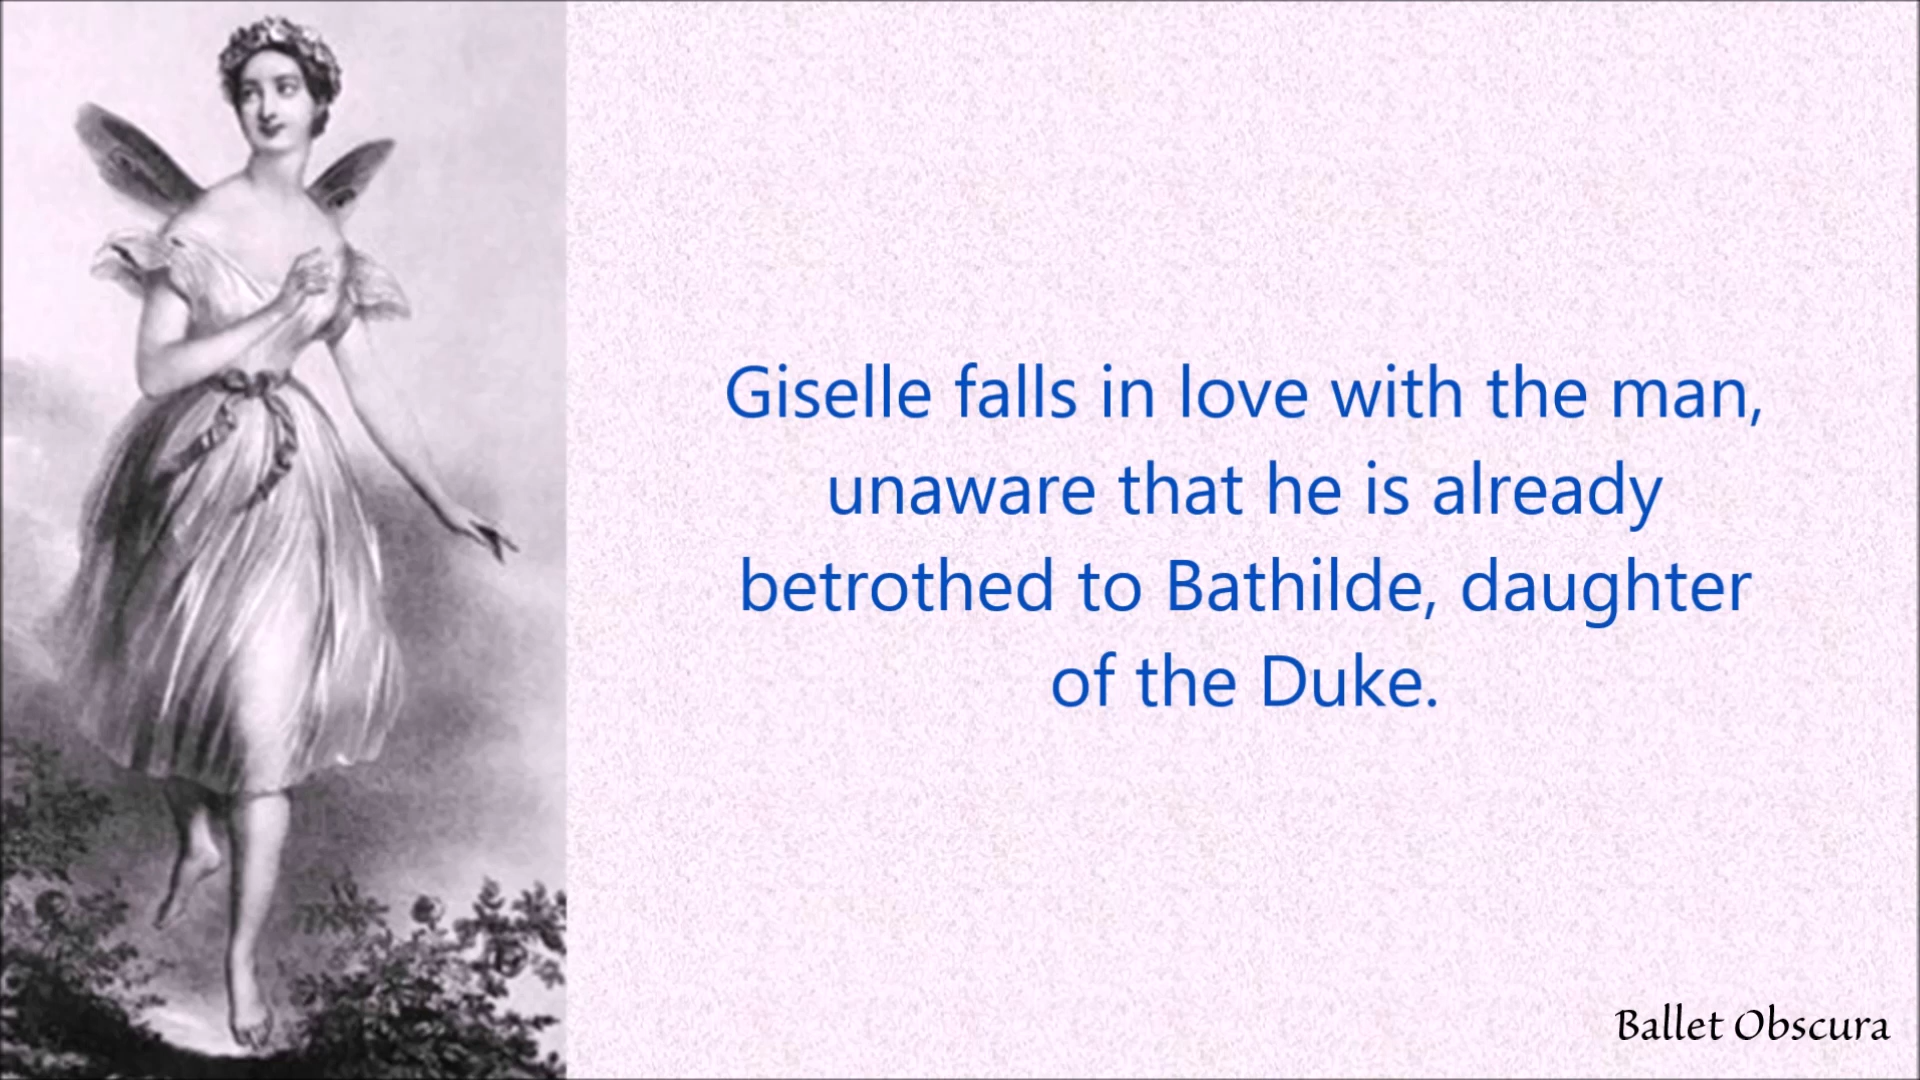 Giselle falls in love with the man,
unaware that he is already
betrothed to Bathilde, daughter
of the Duke.
Ballet Obscura